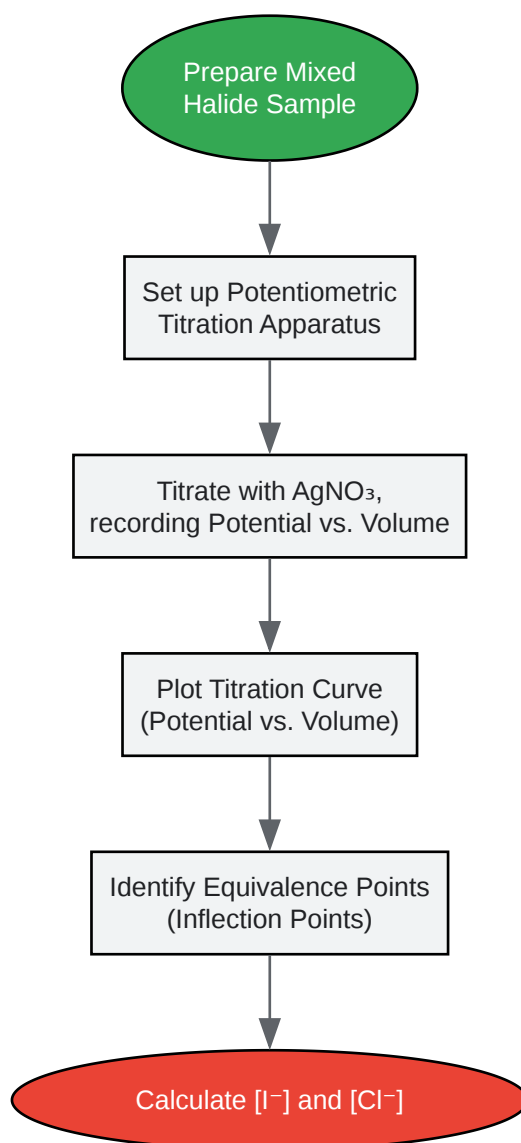 Prepare Mixed
Halide Sample
Set up Potentiometric
Titration Apparatus
Titrate with AgNO₃,
recording Potential vs. Volume
Plot Titration Curve
(Potential vs. Volume)
Identify Equivalence Points
(Inflection Points)
Calculate [I⁻] and [Cl⁻]